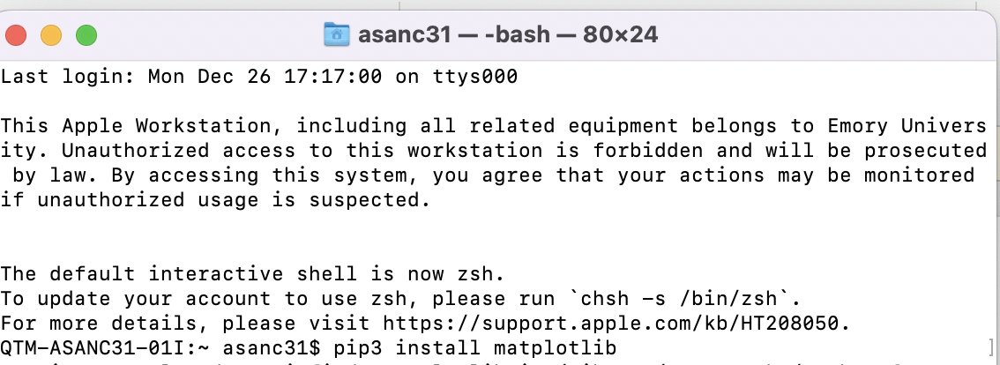 asanc31 — -bash — 80×24
Last login: Mon Dec 26 17:17:00 on ttys000
This Apple Workstation, including all related equipment belongs to Emory Univers
ity. Unauthorized access to this workstation is forbidden and will be prosecuted
by law. By accessing this system, you agree that your actions may be monitored
if unauthorized usage is suspected.
The default interactive shell is now zsh.
To update your account to use zsh, please run `chsh -s /bin/zsh`.
For more details, please visit https://support.apple.com/kb/HT208050.
QTM-ASANC31-01I:~ asanc31$ pip3 install matplotlib ]